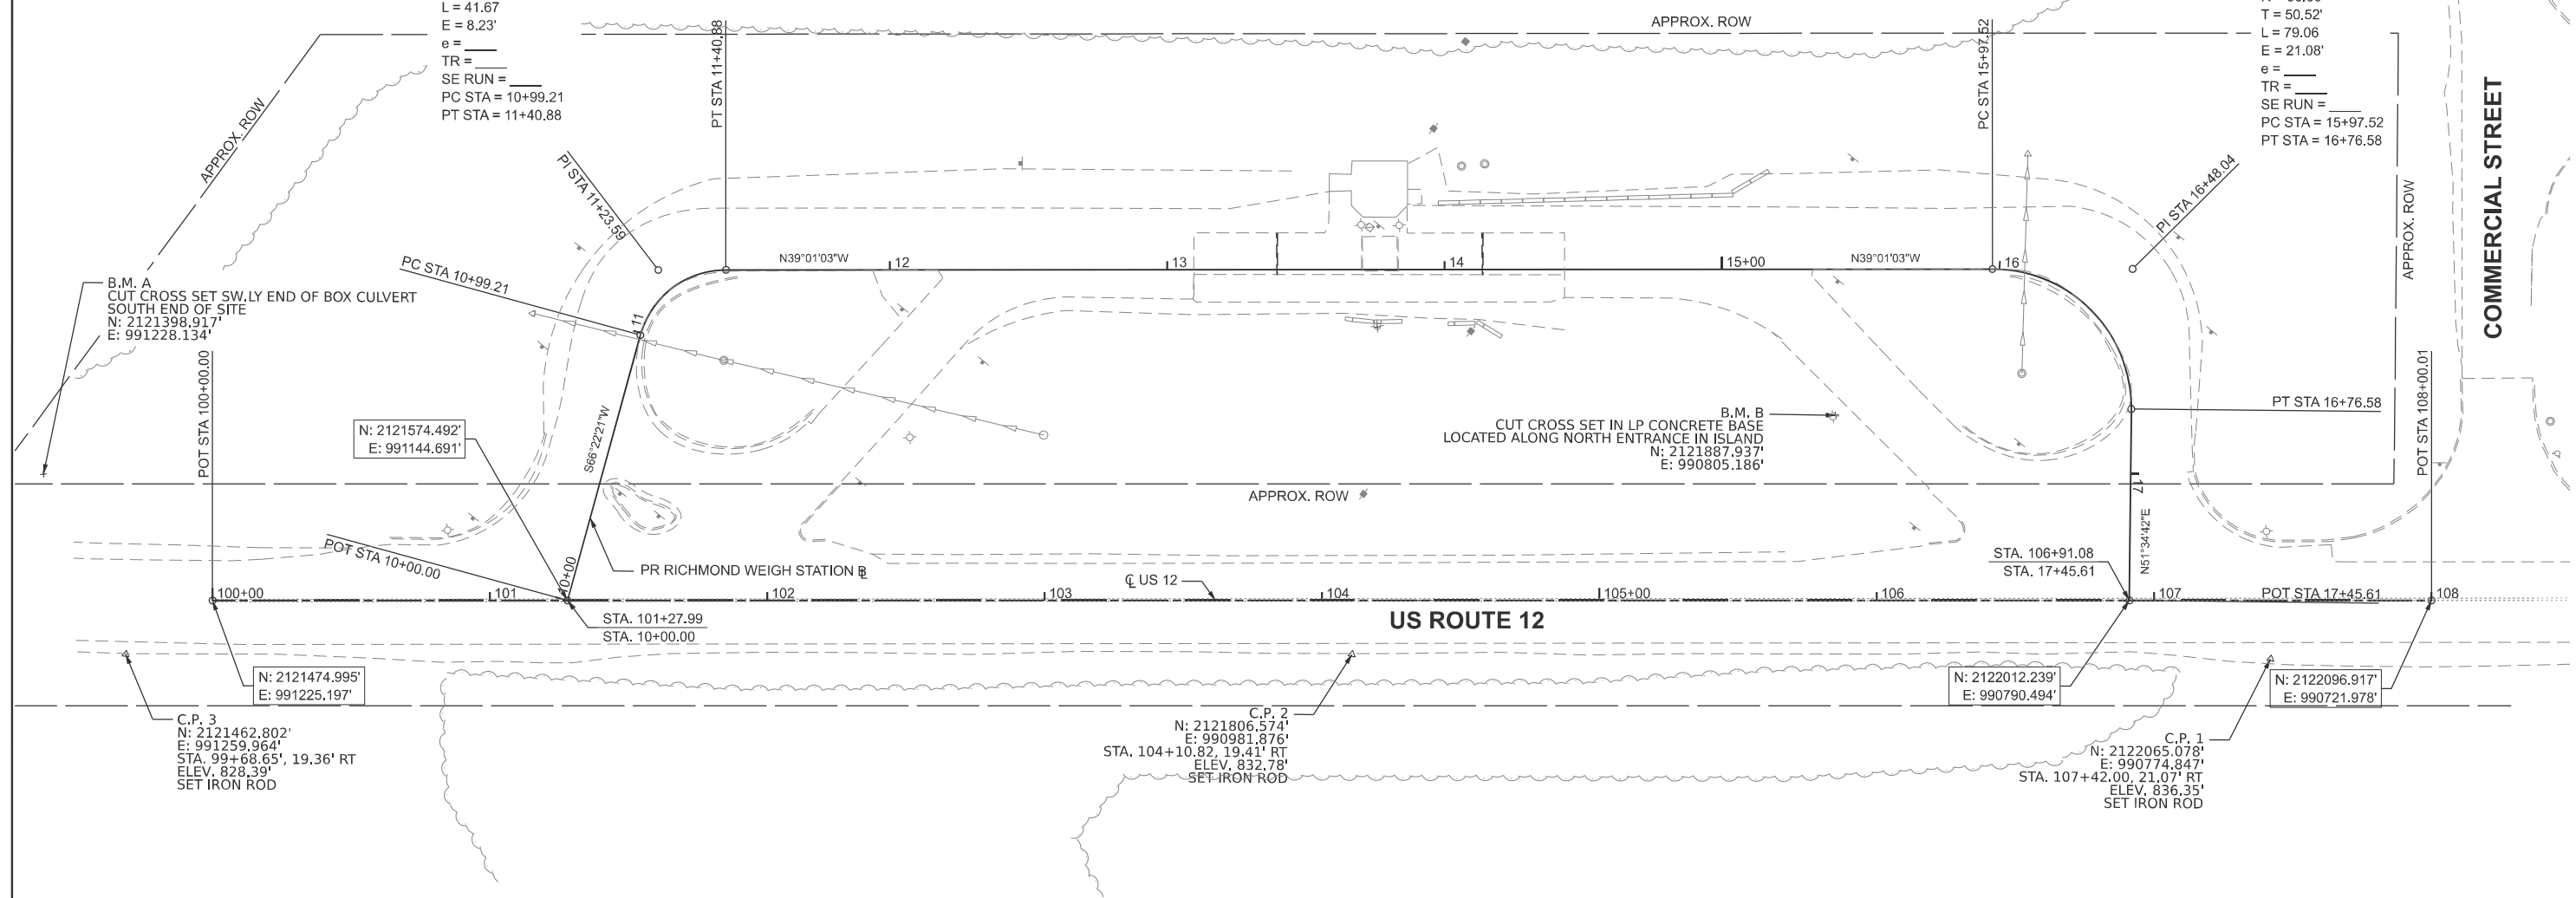 L = 41.67
E = 8.23'
e = ____
TR = ____
SE RUN = ____
PC STA = 10+99.21
PT STA = 11+40.88
APPROX. ROW
PT STA 11+40.88
APPROX. ROW
PC STA 15+97.52
T = 50.52'
L = 79.06
E = 21.08'
e = ____
TR = ____
SE RUN = ____
PC STA = 15+97.52
PT STA = 16+76.58
COMMERCIAL STREET
APPROX. ROW
PI STA 11+23.59
PI STA 16+48.04
PC STA 10+99.21
N39°01'03"W
12
13
14
15+00
N39°01'03"W
16
11
B.M. A
CUT CROSS SET SW.LY END OF BOX CULVERT
SOUTH END OF SITE
N: 2121398.917'
E: 991228.134'
POT STA 100+00.00
N: 2121574.492'
E: 991144.691'
S66°22'21"W
B.M. B
CUT CROSS SET IN LP CONCRETE BASE
LOCATED ALONG NORTH ENTRANCE IN ISLAND
N: 2121887.937'
E: 990805.186'
PT STA 16+76.58
POT STA 108+00.01
17
APPROX. ROW
N51°34'42"E
POT STA 10+00.00
10+00
PR RICHMOND WEIGH STATION BL
CL US 12
STA. 106+91.08
STA. 17+45.61
100+00
101
102
103
104
105+00
106
107
POT STA 17+45.61
108
STA. 101+27.99
STA. 10+00.00
US ROUTE 12
N: 2121474.995'
E: 991225.197'
N: 2122012.239'
E: 990790.494'
N: 2122096.917'
E: 990721.978'
C.P. 3
N: 2121462.802'
E: 991259.964'
STA. 99+68.65', 19.36' RT
ELEV. 828.39'
SET IRON ROD
C.P. 2
N: 2121806.574'
E: 990981.876'
STA. 104+10.82, 19.41' RT
ELEV. 832.78'
SET IRON ROD
C.P. 1
N: 2122065.078'
E: 990774.847'
STA. 107+42.00, 21.07' RT
ELEV. 836.35'
SET IRON ROD